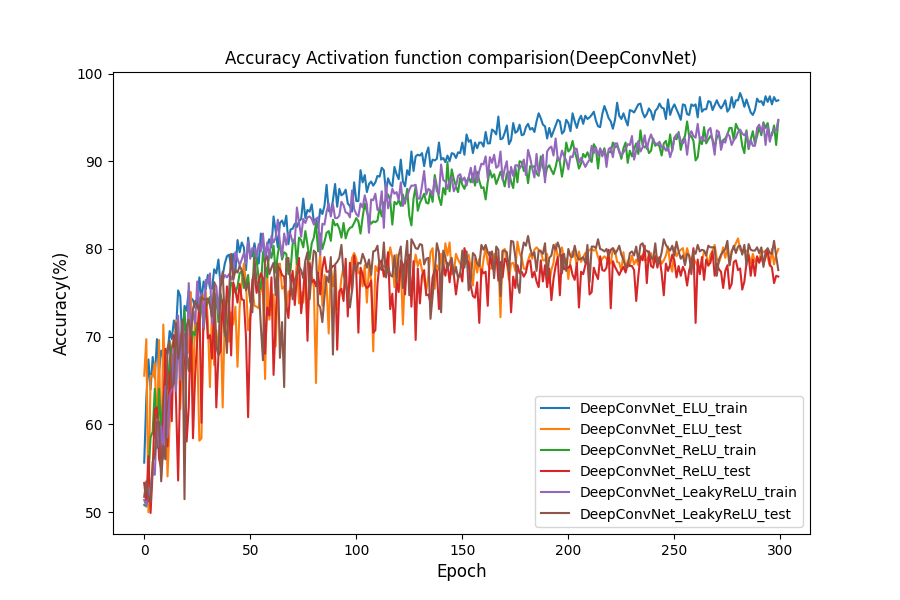 Accuracy Activation function comparision(DeepConvNet)
100
90
80
70
60
50
Accuracy(%)
0
50
100
150
200
250
300
Epoch
DeepConvNet_ELU_train
DeepConvNet_ELU_test
DeepConvNet_ReLU_train
DeepConvNet_ReLU_test
DeepConvNet_LeakyReLU_train
DeepConvNet_LeakyReLU_test